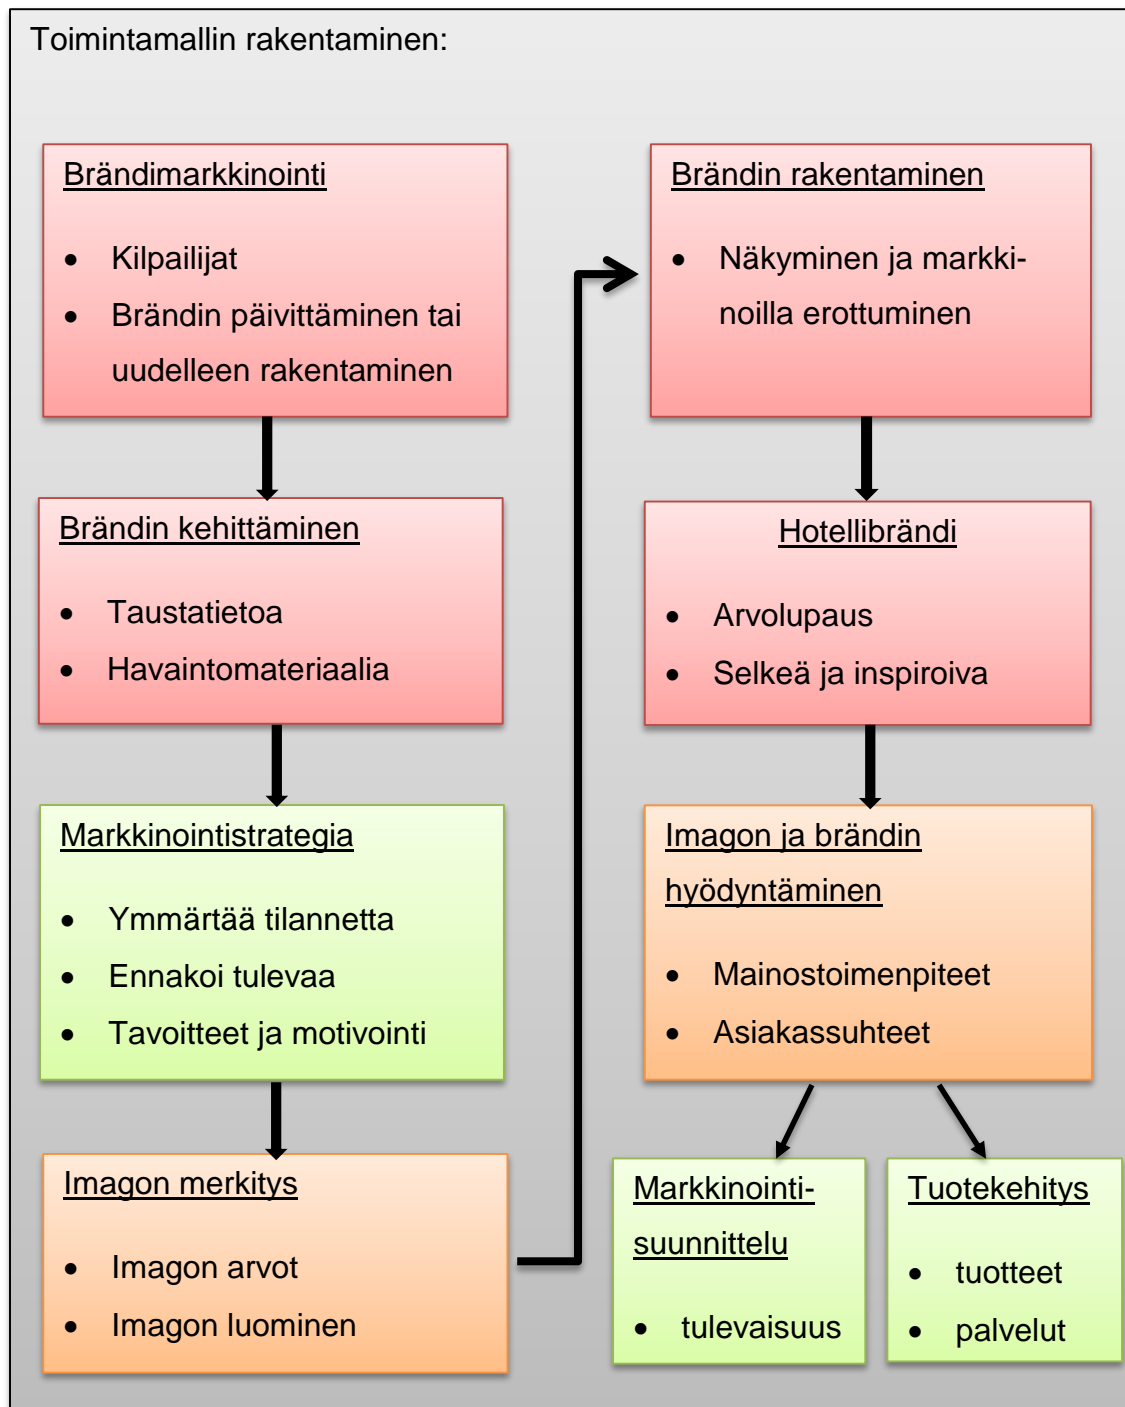 Toimintamallin rakentaminen:
Brändimarkkinointi
• Kilpailijat
• Brändin päivittäminen tai
uudelleen rakentaminen
Brändin kehittäminen
• Taustatietoa
• Havaintomateriaalia
Markkinointistrategia
• Ymmärtää tilannetta
• Ennakoi tulevaa
• Tavoitteet ja motivointi
Imagon merkitys
• Imagon arvot
• Imagon luominen
Brändin rakentaminen
• Näkyminen ja markki-
noilla erottuminen
Hotellibrändi
• Arvolupaus
• Selkeä ja inspiroiva
Imagon ja brändin
hyödyntäminen
• Mainostoimenpiteet
• Asiakassuhteet
Markkinointi-
suunnittelu
• tulevaisuus
Tuotekehitys
• tuotteet
• palvelut